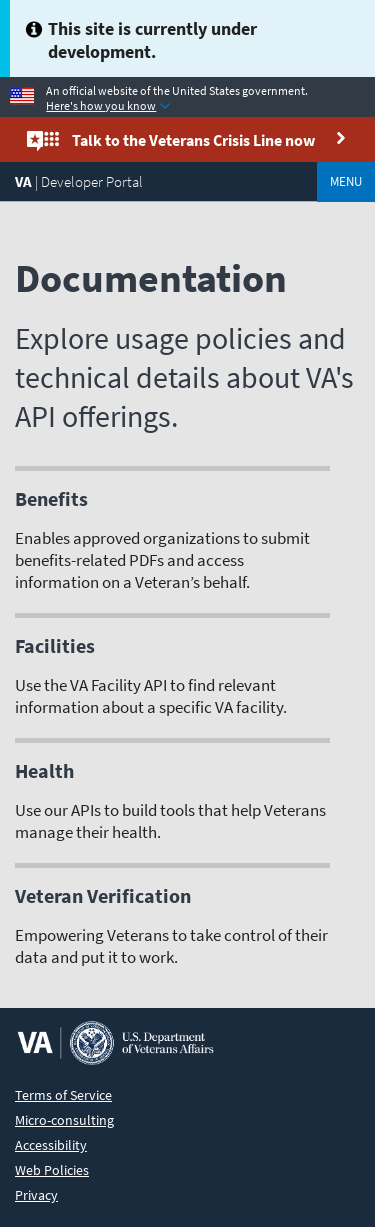 This site is currently under
development.
An official website of the United States government.
Here's how you know
Talk to the Veterans Crisis Line now
VA | Developer Portal
MENU
Documentation
Explore usage policies and
technical details about VA's
API offerings.
Benefits
Enables approved organizations to submit
benefits-related PDFs and access
information on a Veteran’s behalf.
Facilities
Use the VA Facility API to find relevant
information about a specific VA facility.
Health
Use our APIs to build tools that help Veterans
manage their health.
Veteran Verification
Empowering Veterans to take control of their
data and put it to work.
VA
U.S. Department
of Veterans Affairs
Terms of Service
Micro-consulting
Accessibility
Web Policies
Privacy